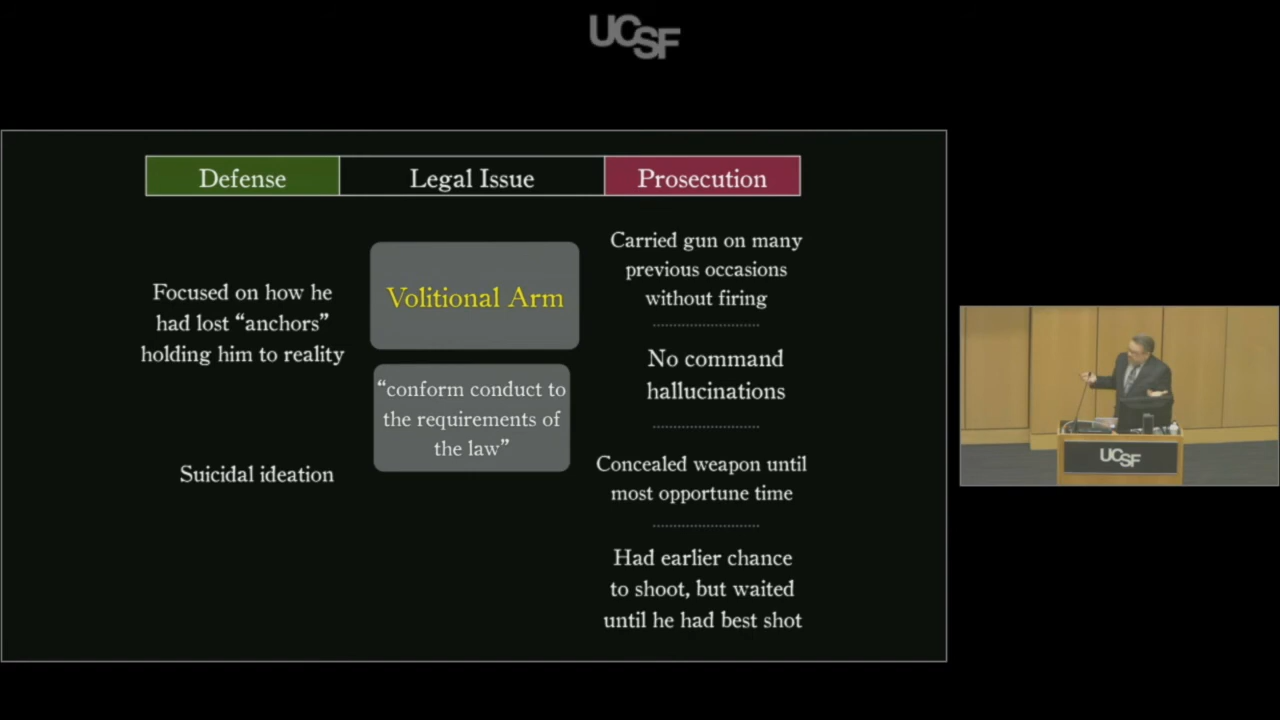 UCSF
Defense
Legal Issue
Prosecution
Focused on how he
had lost “anchors”
holding him to reality
Suicidal ideation
Volitional Arm
“conform conduct to
the requirements of
the law”
Carried gun on many
previous occasions
without firing
No command
hallucinations
Concealed weapon until
most opportune time
Had earlier chance
to shoot, but waited
until he had best shot
UCSF